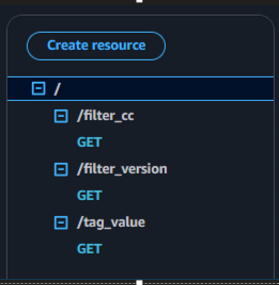 Create resource
/
/filter_cc
GET
/filter_version
GET
/tag_value
GET